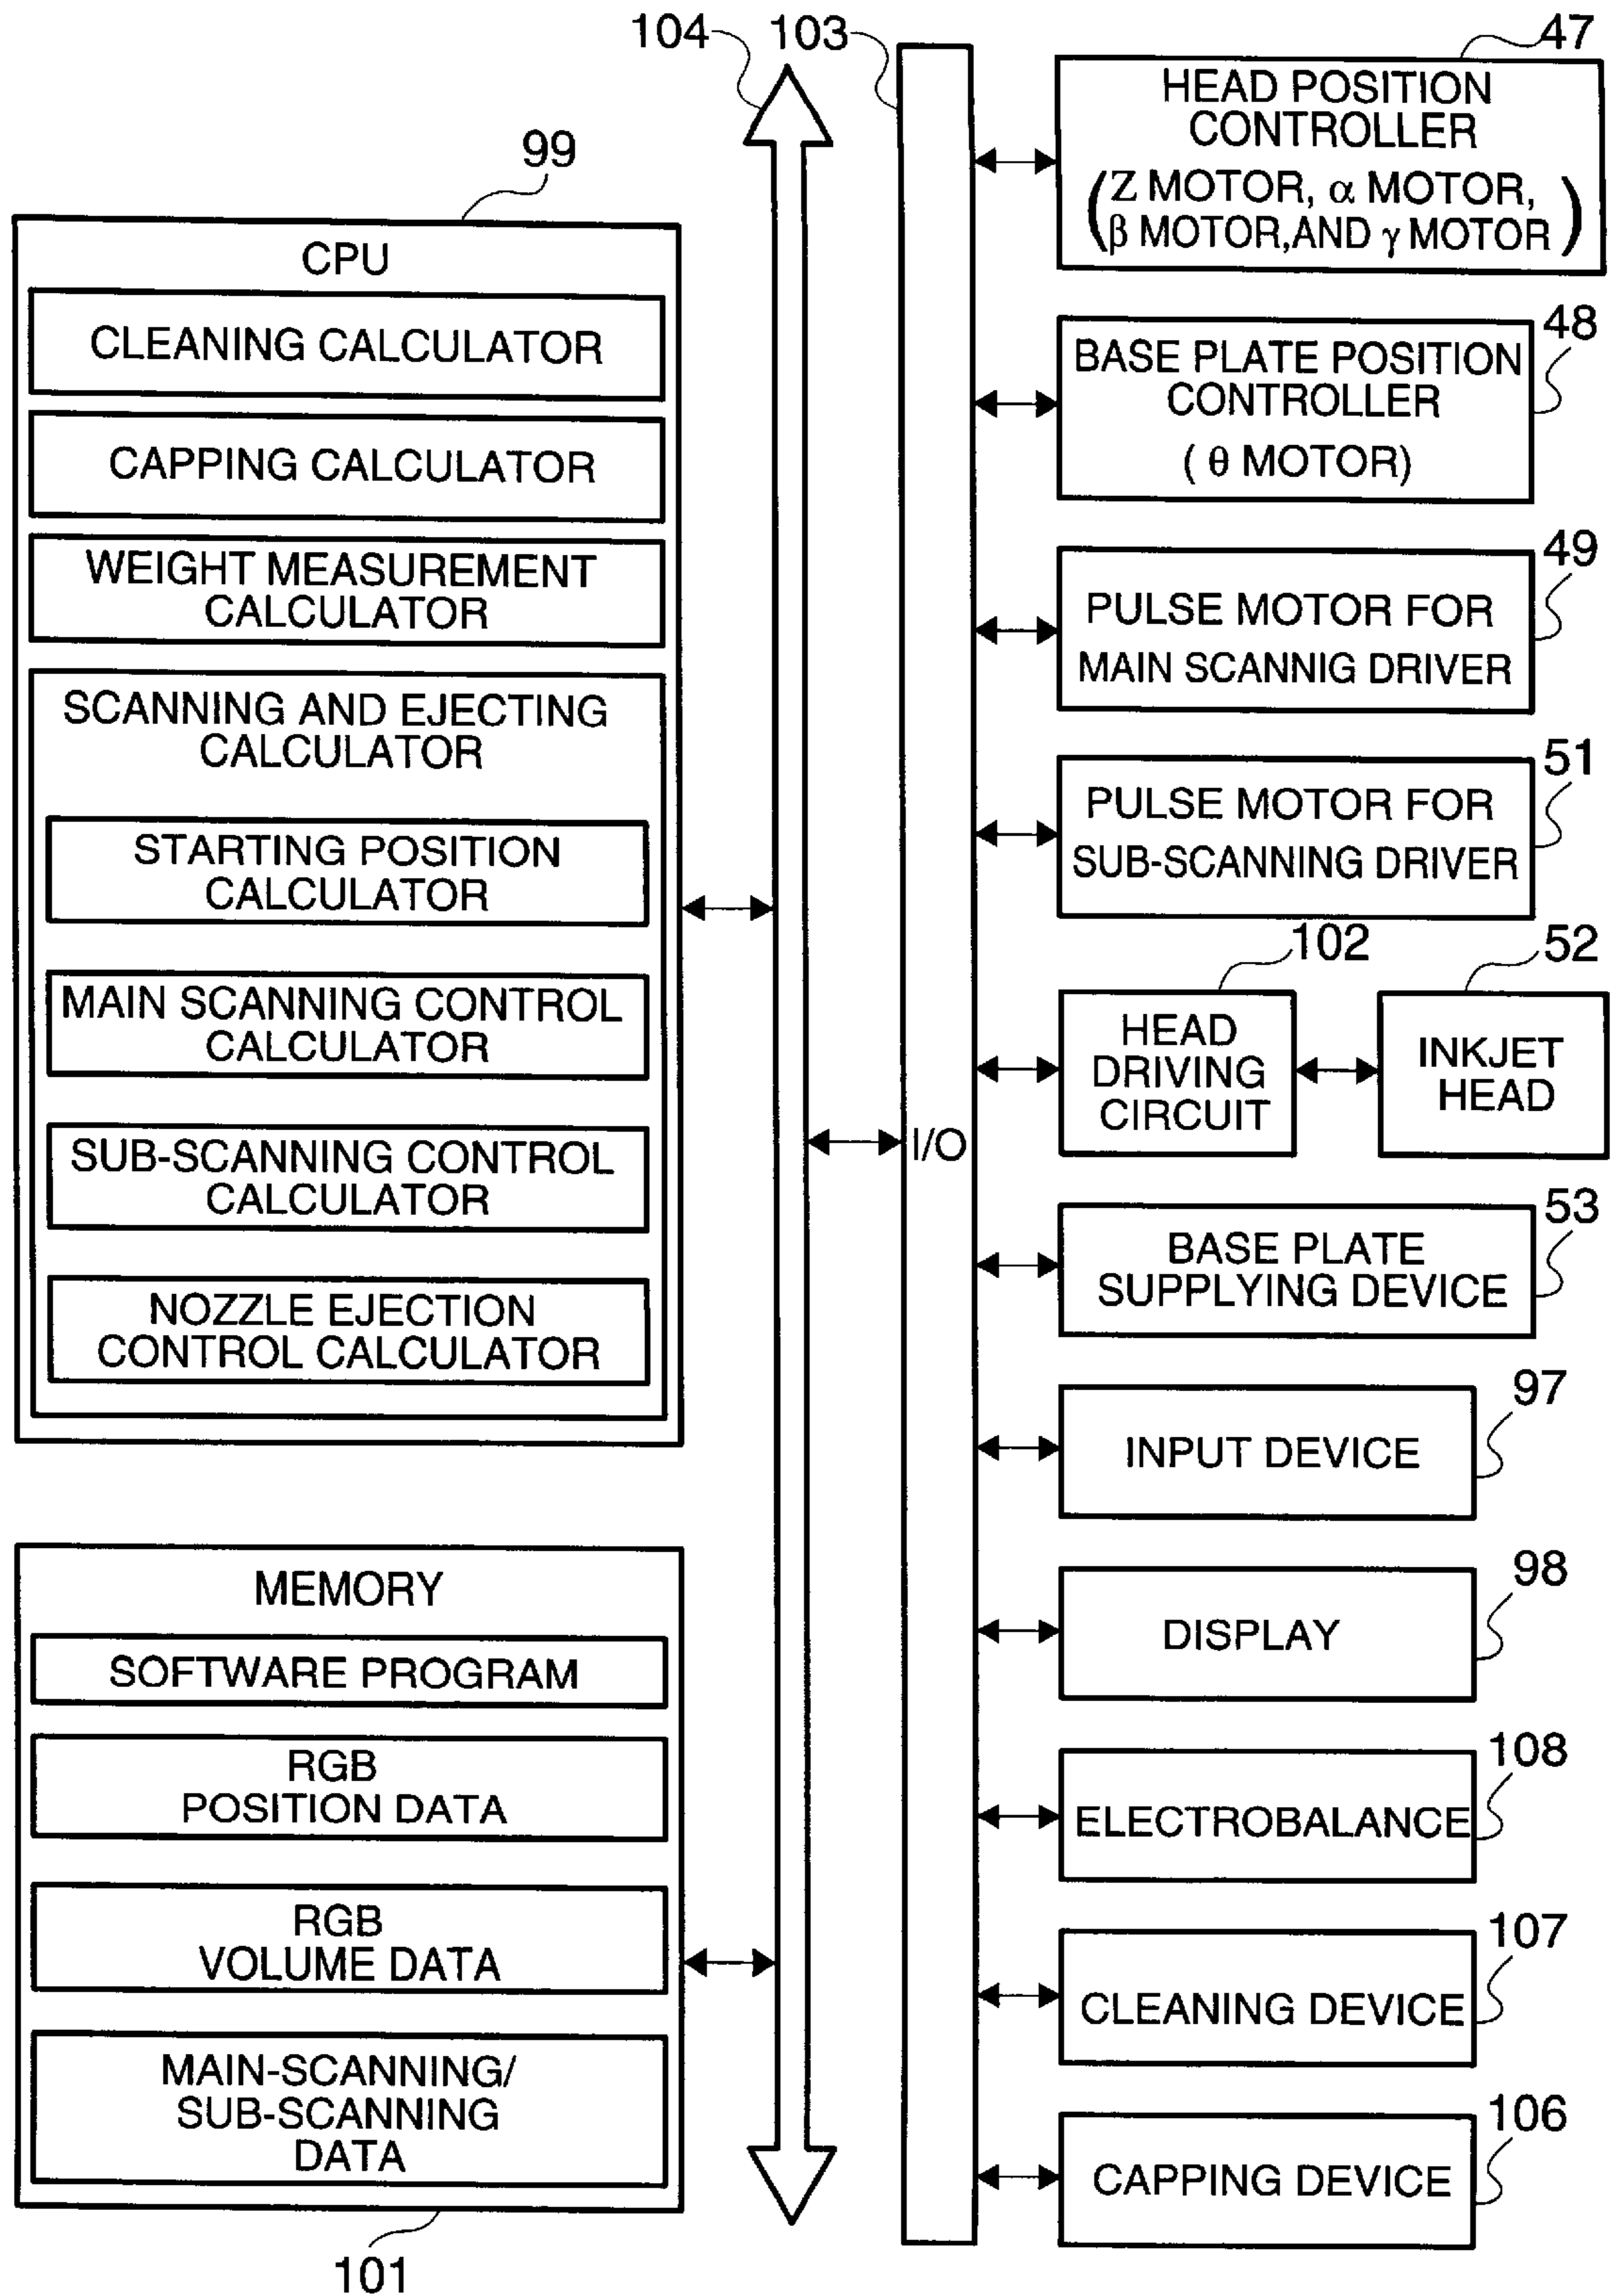 104
103
47
HEAD POSITION
CONTROLLER
(Z MOTOR, α MOTOR,
β MOTOR,AND γ MOTOR)
99
CPU
CLEANING CALCULATOR
CAPPING CALCULATOR
WEIGHT MEASUREMENT
CALCULATOR
SCANNING AND EJECTING
CALCULATOR
STARTING POSITION
CALCULATOR
MAIN SCANNING CONTROL
CALCULATOR
SUB-SCANNING CONTROL
CALCULATOR
NOZZLE EJECTION
CONTROL CALCULATOR
MEMORY
SOFTWARE PROGRAM
RGB
POSITION DATA
RGB
VOLUME DATA
MAIN-SCANNING/
SUB-SCANNING
DATA
101
I/O
48
BASE PLATE POSITION
CONTROLLER
( θ MOTOR)
49
PULSE MOTOR FOR
MAIN SCANNIG DRIVER
51
PULSE MOTOR FOR
SUB-SCANNING DRIVER
102
HEAD
DRIVING
CIRCUIT
52
INKJET
HEAD
53
BASE PLATE
SUPPLYING DEVICE
97
INPUT DEVICE
98
DISPLAY
108
ELECTROBALANCE
107
CLEANING DEVICE
106
CAPPING DEVICE